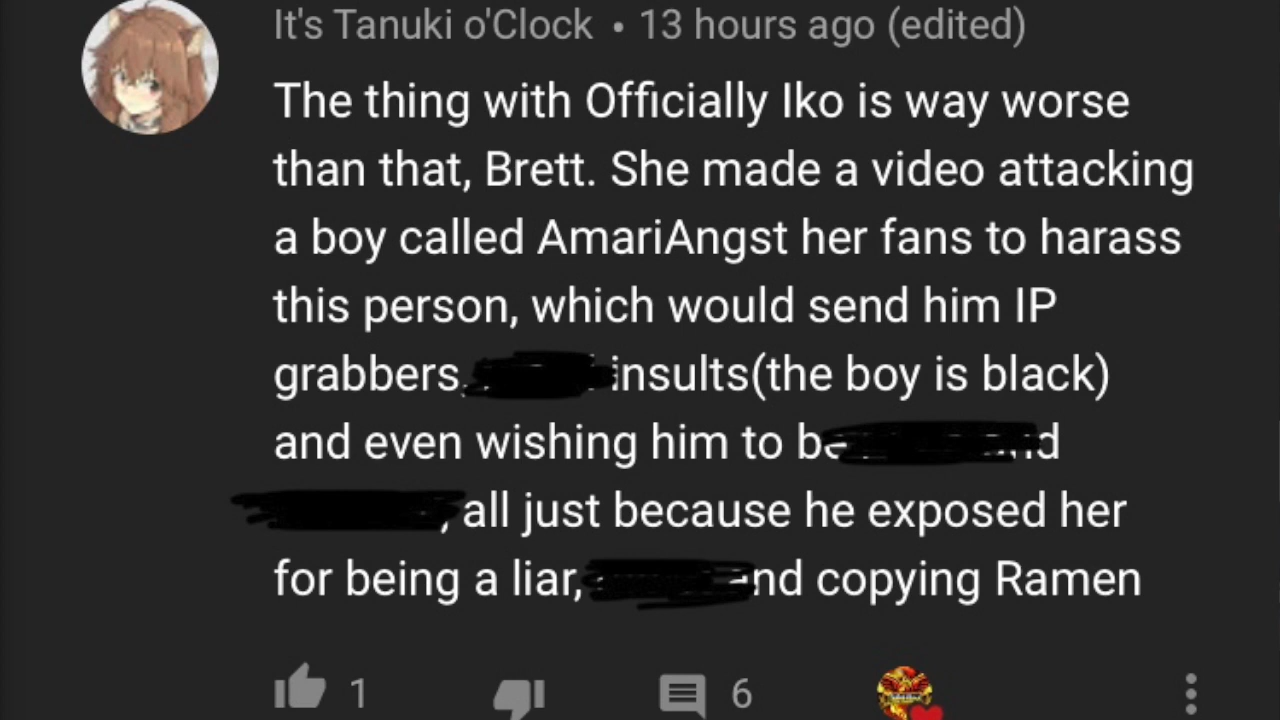 It's Tanuki o'Clock • 13 hours ago (edited)
The thing with Officially Iko is way worse
than that, Brett. She made a video attacking
a boy called AmariAngst her fans to harass
this person, which would send him IP
grabbers, insults(the boy is black)
and even wishing him to
, all just because he exposed her
for being a liar, and copying Ramen
1 6